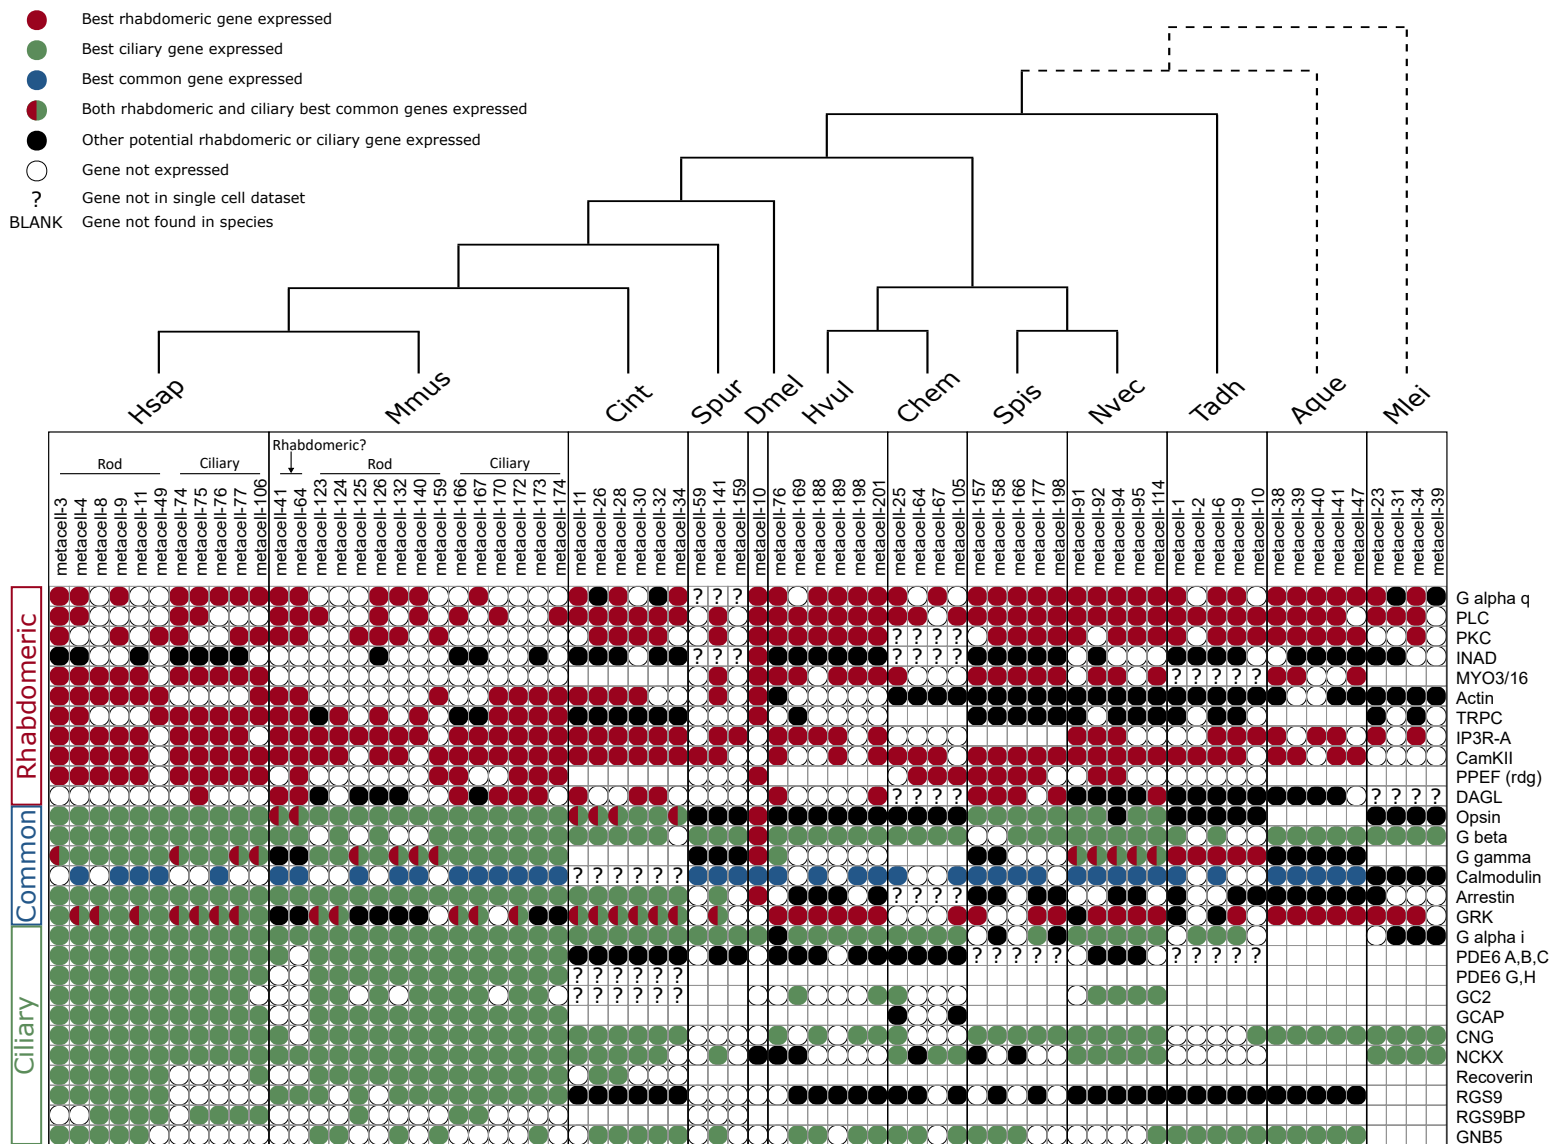 Best rhabdomeric gene expressed
Best ciliary gene expressed
Best common gene expressed
Both rhabdomeric and ciliary best common genes expressed
Other potential rhabdomeric or ciliary gene expressed
Gene not expressed
? Gene not in single cell dataset
BLANK Gene not found in species
Hsap Mmus Cint Spur Dmel Hvul Chem Spis Nvec Tadh Aque Mlei
Rhabdomeric?
Rod Ciliary Rod Ciliary
metacell-3
metacell-4
metacell-8
metacell-9
metacell-11
metacell-49
metacell-74
metacell-75
metacell-76
metacell-77
metacell-106
metacell-41
metacell-64
metacell-123
metacell-124
metacell-125
metacell-126
metacell-132
metacell-140
metacell-159
metacell-166
metacell-167
metacell-170
metacell-172
metacell-173
metacell-174
metacell-11
metacell-26
metacell-28
metacell-30
metacell-32
metacell-34
metacell-59
metacell-141
metacell-159
metacell-10
metacell-76
metacell-169
metacell-188
metacell-189
metacell-198
metacell-201
metacell-25
metacell-64
metacell-67
metacell-105
metacell-157
metacell-158
metacell-166
metacell-177
metacell-198
metacell-91
metacell-92
metacell-94
metacell-95
metacell-114
metacell-1
metacell-2
metacell-6
metacell-9
metacell-10
metacell-38
metacell-39
metacell-40
metacell-41
metacell-47
metacell-23
metacell-31
metacell-34
metacell-39
Rhabdomeric
? ? ? G alpha q
PLC
? ? ? ? PKC
? ? ? ? ? ? ? INAD
? ? ? ? ? MYO3/16
Actin
TRPC
IP3R-A
CamKII
PPEF (rdg)
? ? ? ? ? ? ? ? DAGL
Common
Opsin
G beta
G gamma
? ? ? ? ? ? Calmodulin
? ? ? ? Arrestin
GRK
Ciliary
G alpha i
? ? ? ? ? ? ? ? ? ? PDE6 A,B,C
? ? ? ? ? ? PDE6 G,H
? ? ? ? ? ? GC2
GCAP
CNG
NCKX
Recoverin
RGS9
RGS9BP
GNB5